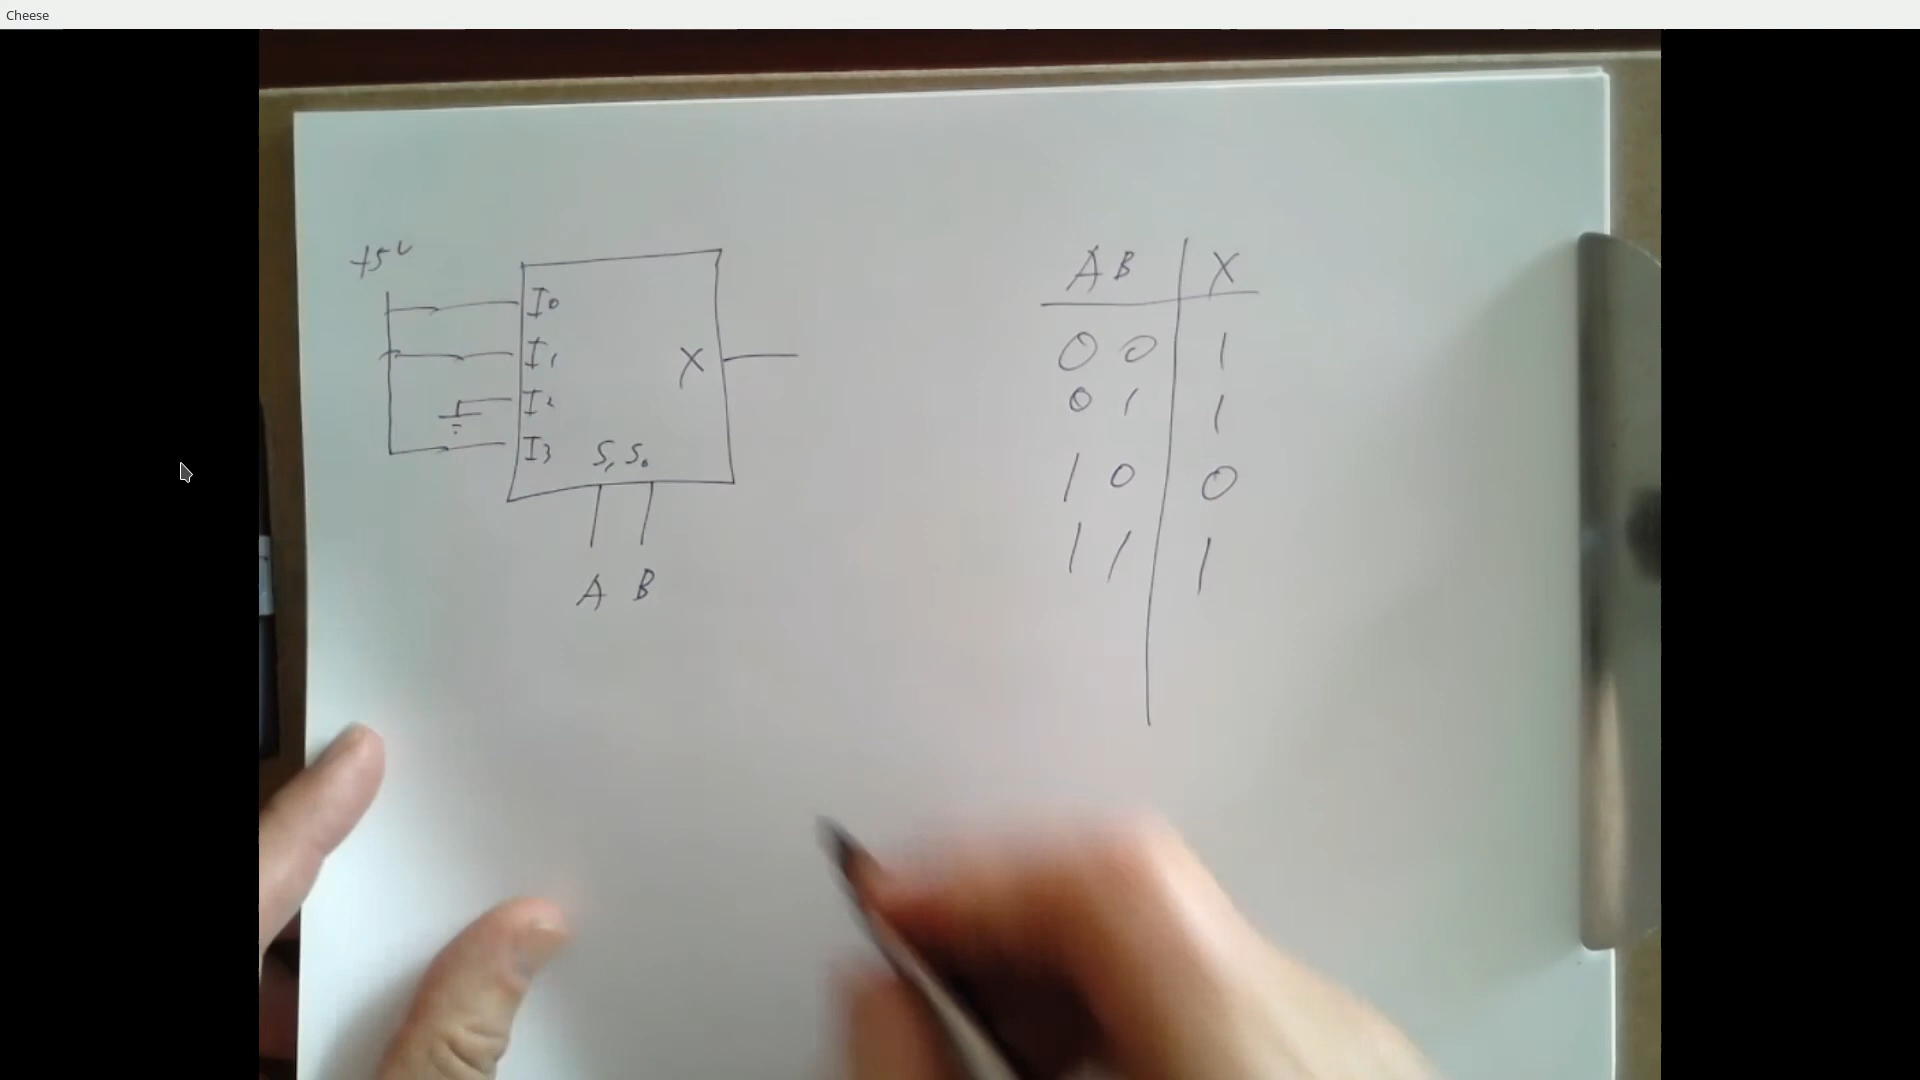 Cheese
+5V
I0
I1
I2
I3
X
S1 S0
A B
A B X
0 0 1
0 1 1
1 0 0
1 1 1